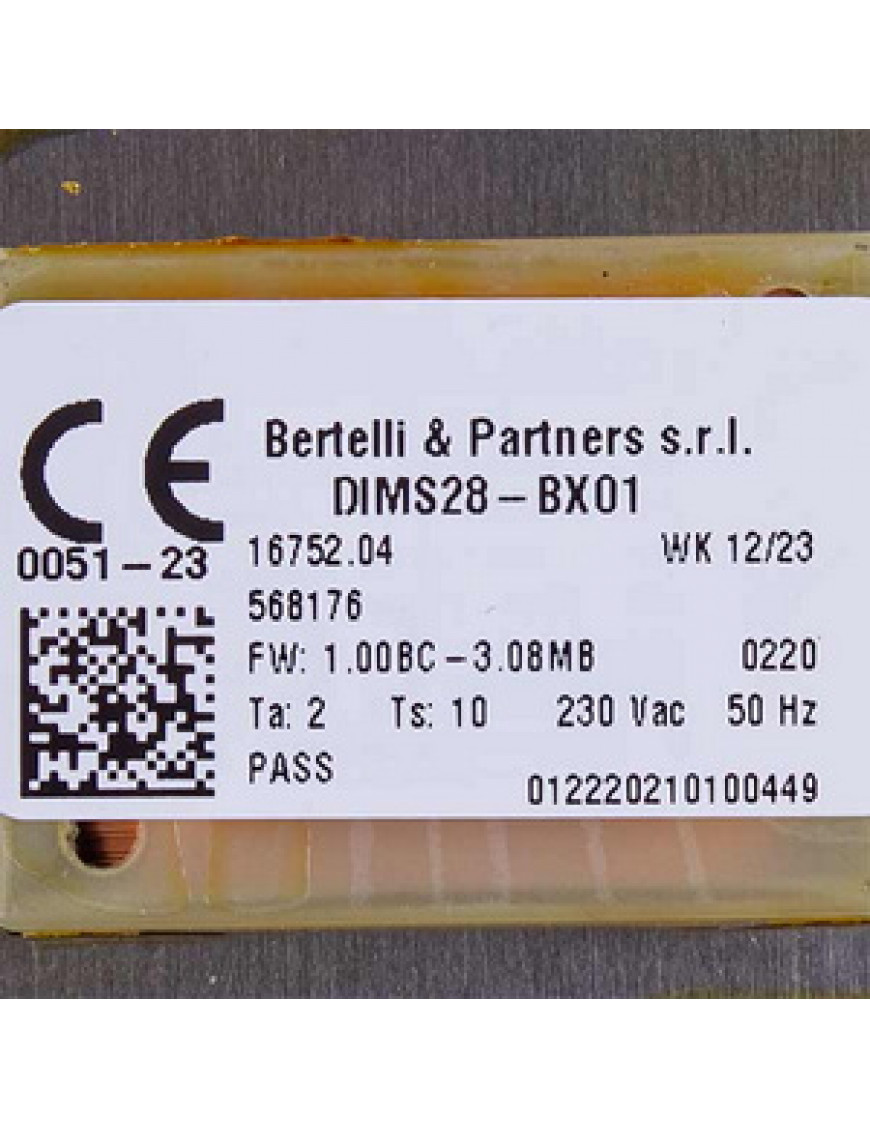 CE
Bertelli & Partners s.r.l.
DIMS28-BX01
0051-23
16752.04 WK 12/23
568176
FW: 1.00BC-3.08MB 0220
Ta: 2 Ts: 10 230 Vac 50 Hz
PASS
012220210100449